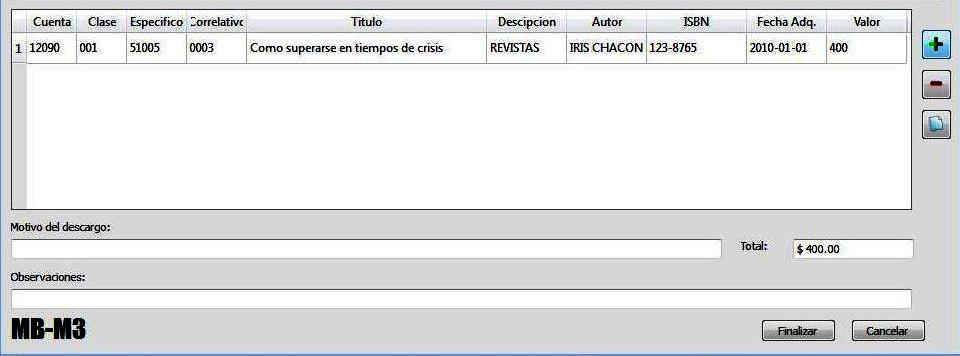 Cuenta Clase Especifico Correlativo Titulo Descipcion Autor ISBN Fecha Adq. Valor
1 12090 001 51005 0003 Como superarse en tiempos de crisis REVISTAS IRIS CHACON 123-8765 2010-01-01 400
Motivo del descargo:
Total: $ 400.00
Observaciones:
MB-M3
Finalizar Cancelar